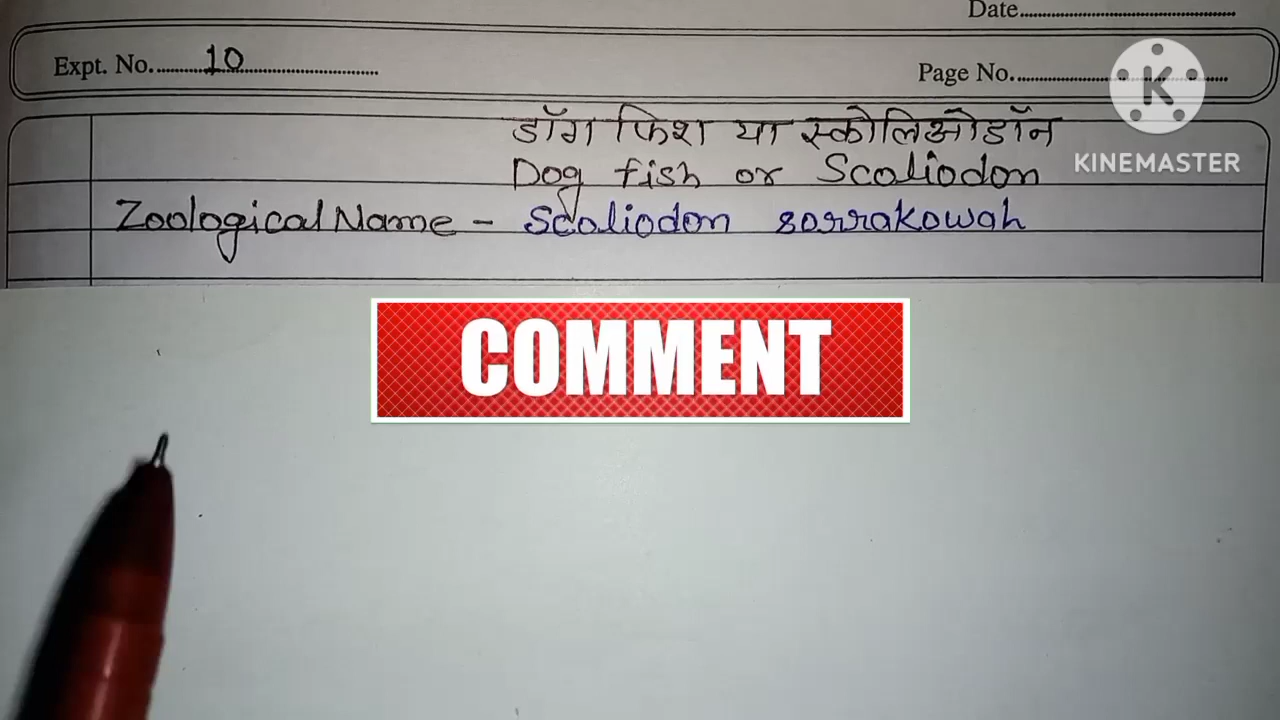 Date
Expt. No. 10
Page No.
डॉग फिश या स्कोलिओडॉन
Dog fish or Scoliodon
Zoological Name - Scoliodon sorrakowah
KINEMASTER
COMMENT